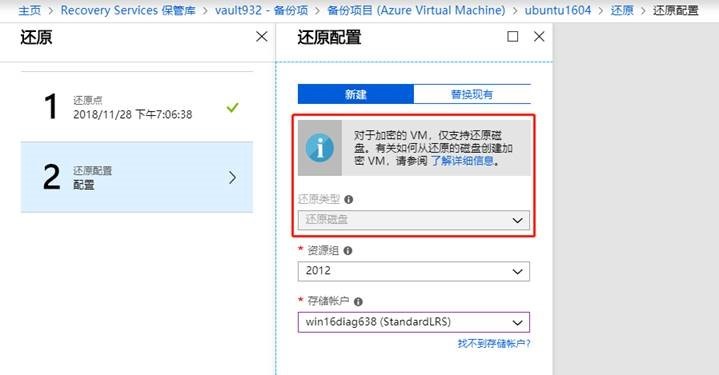 主页 > Recovery Services 保管库 > vault932 - 备份项 > 备份项目 (Azure Virtual Machine) > ubuntu1604 > 还原 > 还原配置
还原
1
还原点
2018/11/28 下午7:06:38
2
还原配置
配置
还原配置
新建
替换现有
对于加密的 VM，仅支持还原磁
盘。有关如何从还原的磁盘创建加
密 VM，请参阅 了解详细信息。
还原类型
还原磁盘
* 资源组
2012
* 存储帐户
win16diag638 (StandardLRS)
找不到存储帐户?